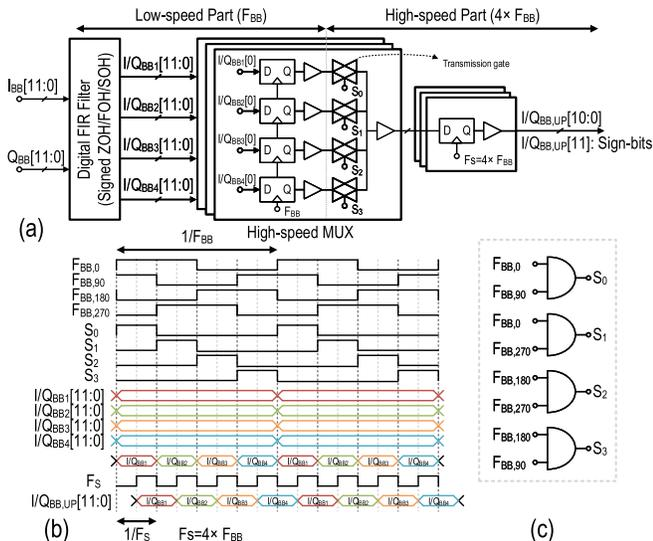 Low-speed Part (FBB)
High-speed Part (4× FBB)
IBB[11:0]
QBB[11:0]
Digital FIR Filter
(Signed ZOH/FOH/SOH)
I/QBB1[11:0]
I/QBB2[11:0]
I/QBB3[11:0]
I/QBB4[11:0]
I/QBB1[0]
D Q
S0
I/QBB2[0]
D Q
S1
I/QBB3[0]
D Q
S2
I/QBB4[0]
D Q
S3
FBB
Transmission gate
D Q
Fs=4× FBB
I/QBB,UP[10:0]
I/QBB,UP[11]: Sign-bits
(a)
High-speed MUX
1/FBB
FBB,0
FBB,90
FBB,180
FBB,270
S0
S1
S2
S3
I/QBB1[11:0]
I/QBB2[11:0]
I/QBB3[11:0]
I/QBB4[11:0]
I/QBB1 I/QBB2 I/QBB3 I/QBB4 I/QBB1 I/QBB2 I/QBB3 I/QBB4
FS
I/QBB,UP[11:0]
I/QBB1 I/QBB2 I/QBB3 I/QBB4 I/QBB1 I/QBB2 I/QBB3 I/QBB4
(b)
1/FS
Fs=4× FBB
FBB,0
FBB,90
S0
FBB,0
FBB,270
S1
FBB,180
FBB,270
S2
FBB,180
FBB,90
S3
(c)